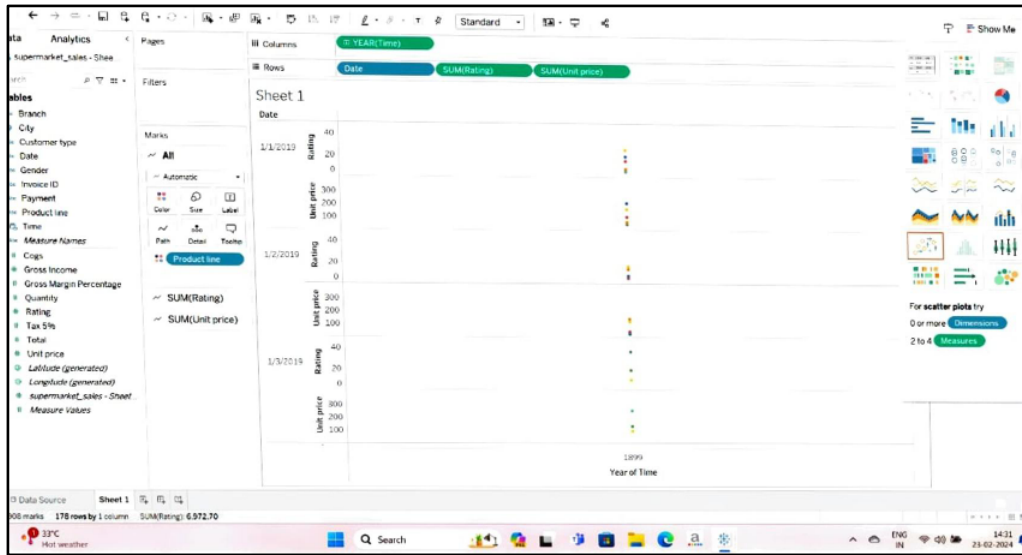 Standard
Show Me
ata Analytics
supermarket_sales - Shee
arch
ables
Branch
City
Customer type
Date
Gender
Invoice ID
Payment
Product line
Time
Measure Names
Cogs
Gross Income
Gross Margin Percentage
Quantity
Rating
Tax 5%
Total
Unit price
Latitude (generated)
Longitude (generated)
supermarket_sales - Sheet
Measure Values
Pages
Filters
Marks
All
Automatic
Color Size Label
Path Detail Tooltip
Product line
SUM(Rating)
SUM(Unit price)
Columns YEAR(Time)
Rows Date SUM(Rating) SUM(Unit price)
Sheet 1
Date
1/1/2019
Rating
40
20
0
Unit price
300
200
100
1/2/2019
Rating
40
20
0
Unit price
300
200
100
1/3/2019
Rating
40
20
0
Unit price
300
200
100
1899
Year of Time
For scatter plots try
0 or more Dimensions
2 to 4 Measures
Data Source Sheet 1
908 marks 178 rows by 1 column SUM(Rating): 6,972.70
33°C
Hot weather
Search
ENG
IN
14:31
23-02-2024